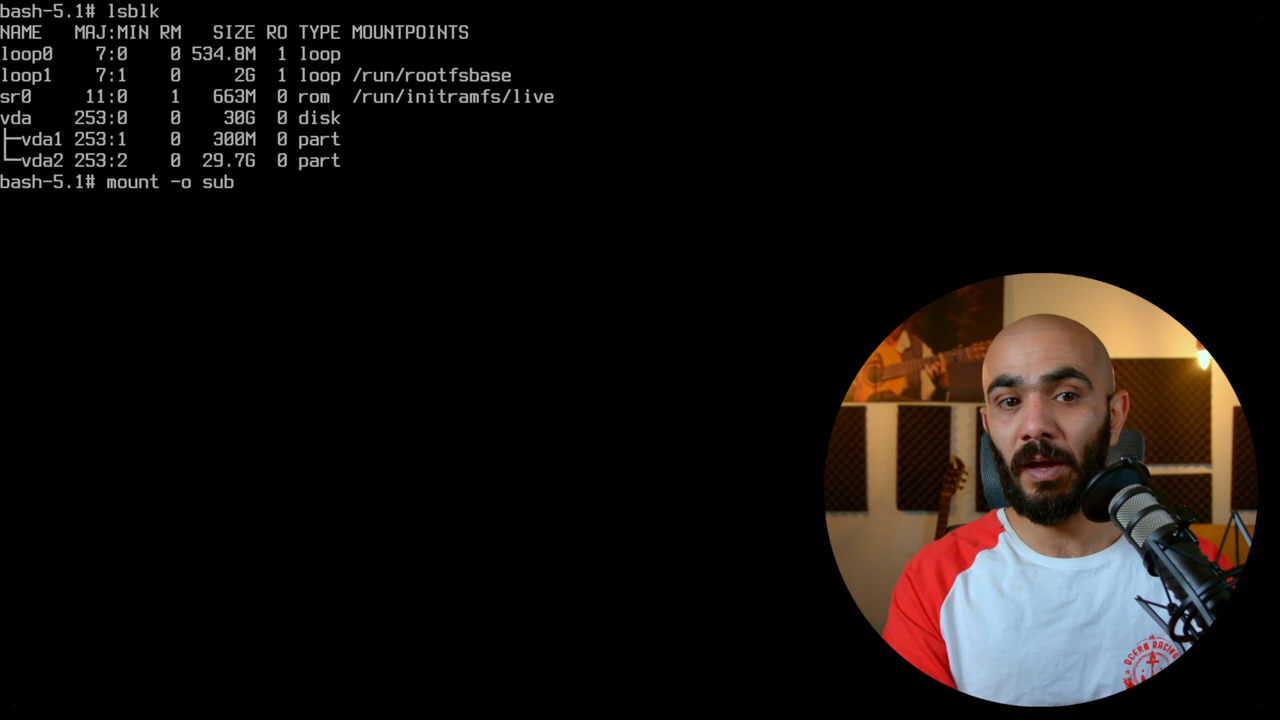 bash-5.1# lsblk
NAME   MAJ:MIN RM   SIZE RO TYPE MOUNTPOINTS
loop0    7:0    0 534.8M  1 loop
loop1    7:1    0     2G  1 loop /run/rootfsbase
sr0     11:0    1   663M  0 rom  /run/initramfs/live
vda    253:0    0    30G  0 disk
├─vda1 253:1    0   300M  0 part
└─vda2 253:2    0  29.7G  0 part
bash-5.1# mount -o sub
OCEAN RACING